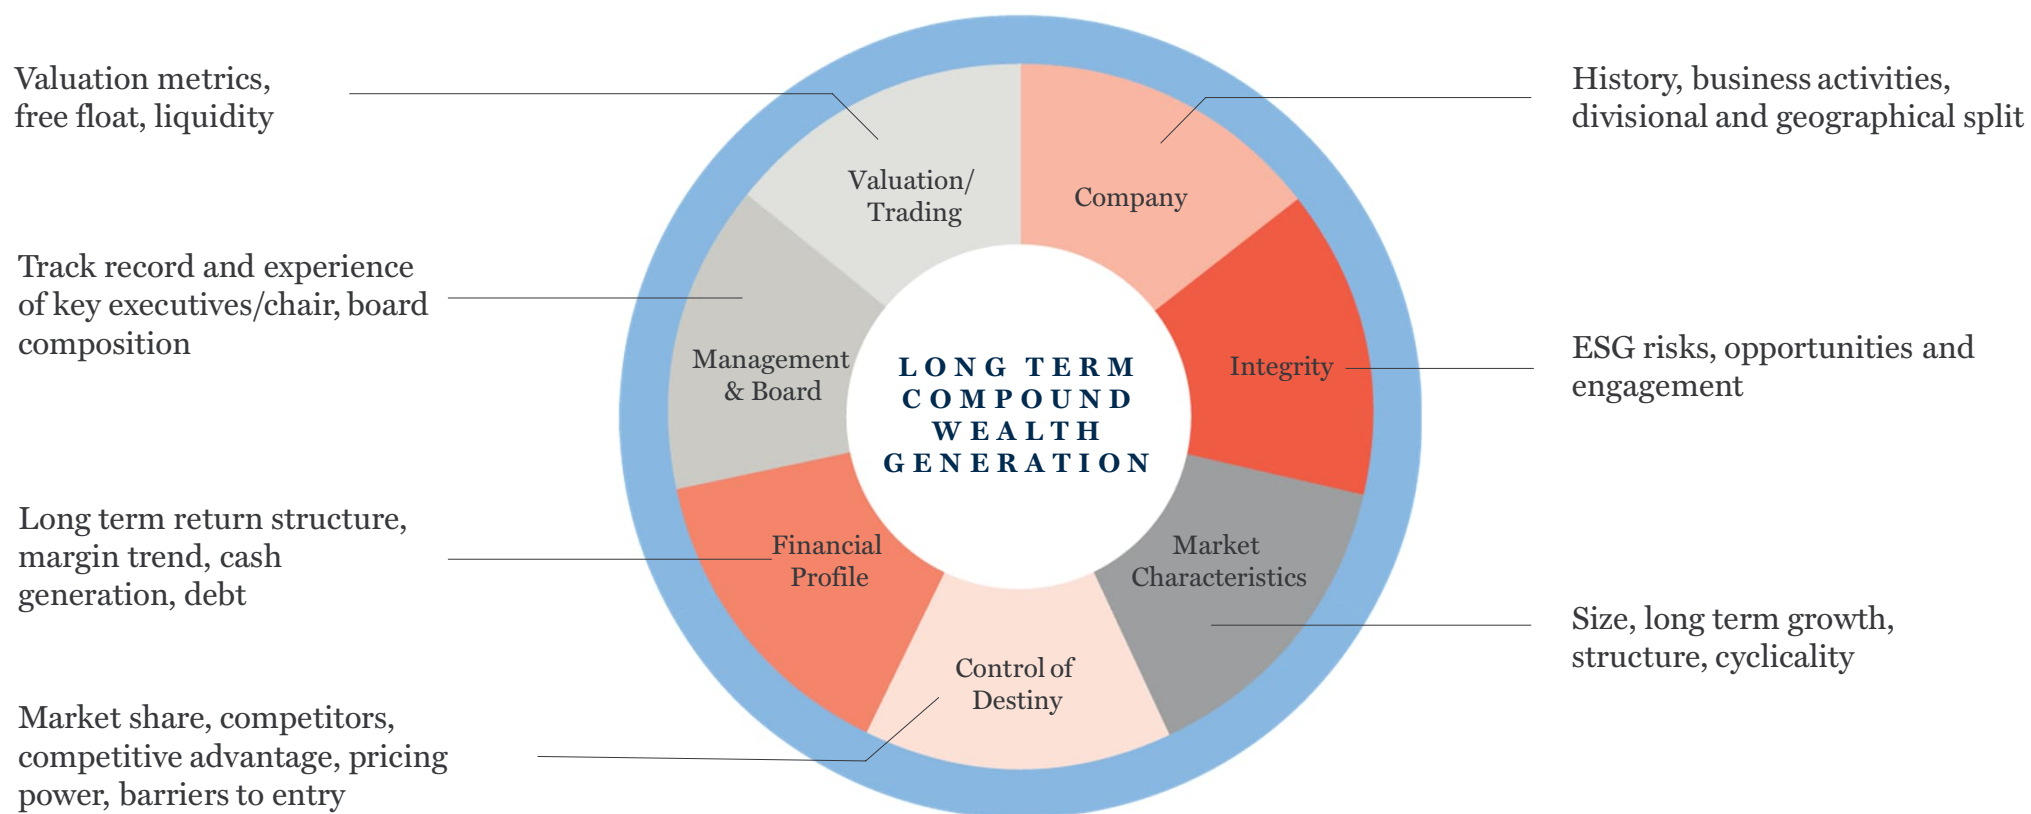 Valuation metrics,
free float, liquidity
Track record and experience
of key executives/chair, board
composition
Long term return structure,
margin trend, cash
generation, debt
Market share, competitors,
competitive advantage, pricing
power, barriers to entry
Valuation/
Trading
Company
Management
& Board
Integrity
LONG TERM
COMPOUND
WEALTH
GENERATION
Financial
Profile
Market
Characteristics
Control of
Destiny
History, business activities,
divisional and geographical split
ESG risks, opportunities and
engagement
Size, long term growth,
structure, cyclicality